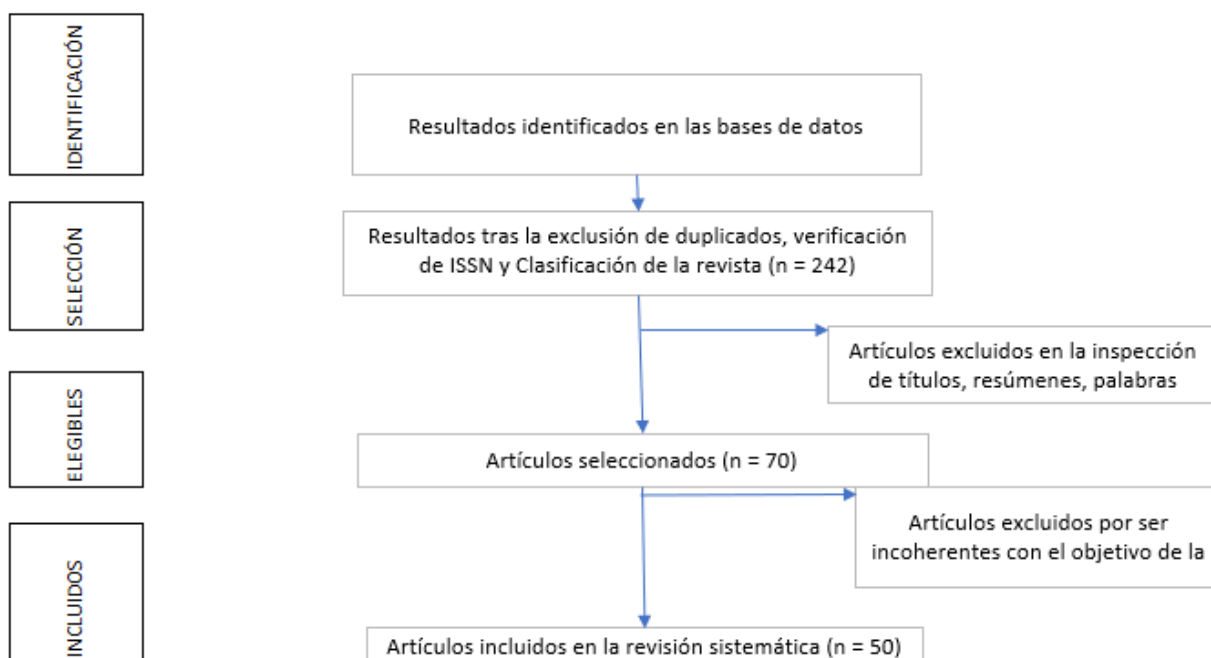 IDENTIFICACIÓN
Resultados identificados en las bases de datos
SELECCIÓN
Resultados tras la exclusión de duplicados, verificación
de ISSN y Clasificación de la revista (n = 242)
Artículos excluidos en la inspección
de títulos, resúmenes, palabras
ELEGIBLES
Artículos seleccionados (n = 70)
Artículos excluidos por ser
incoherentes con el objetivo de la
INCLUIDOS
Artículos incluidos en la revisión sistemática (n = 50)